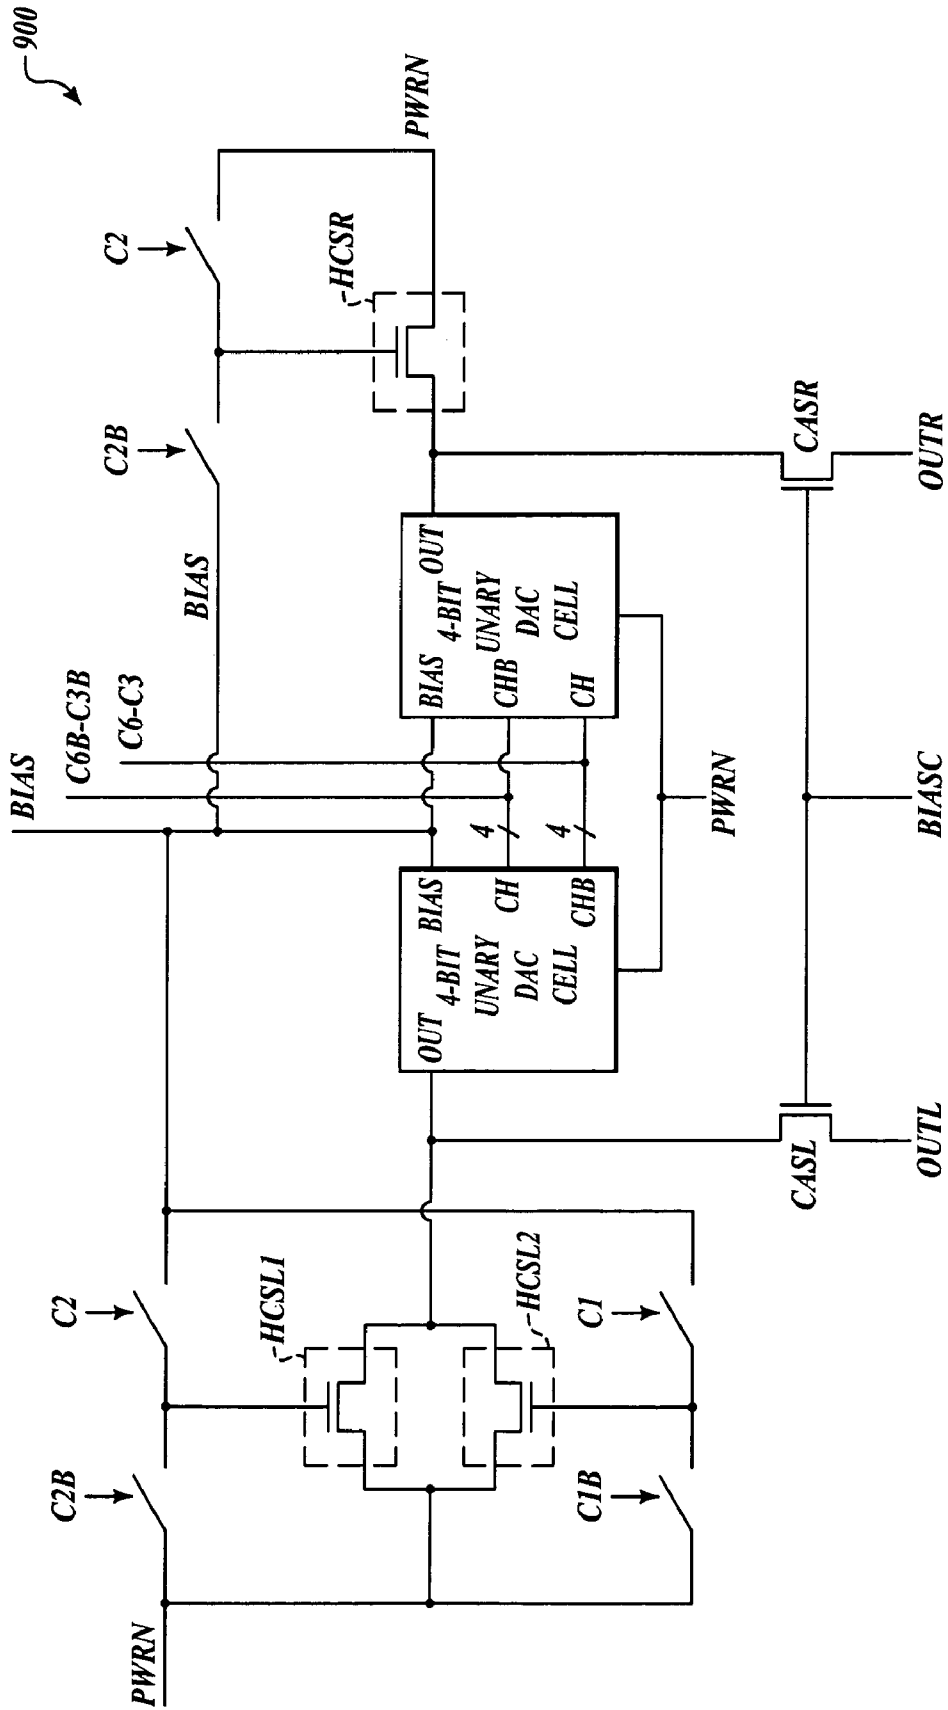 900
PWRN
C2B
C2
HCSL1
HCSL2
C1B
C1
BIAS
C6B-C3B
C6-C3
BIAS
C2B
C2
PWRN
HCSR
OUT
BIAS
4-BIT
UNARY
DAC
CELL
CH
CHB
4
4
BIAS
OUT
4-BIT
UNARY
DAC
CELL
CHB
CH
PWRN
CASL
CASR
OUTL
BIASC
OUTR